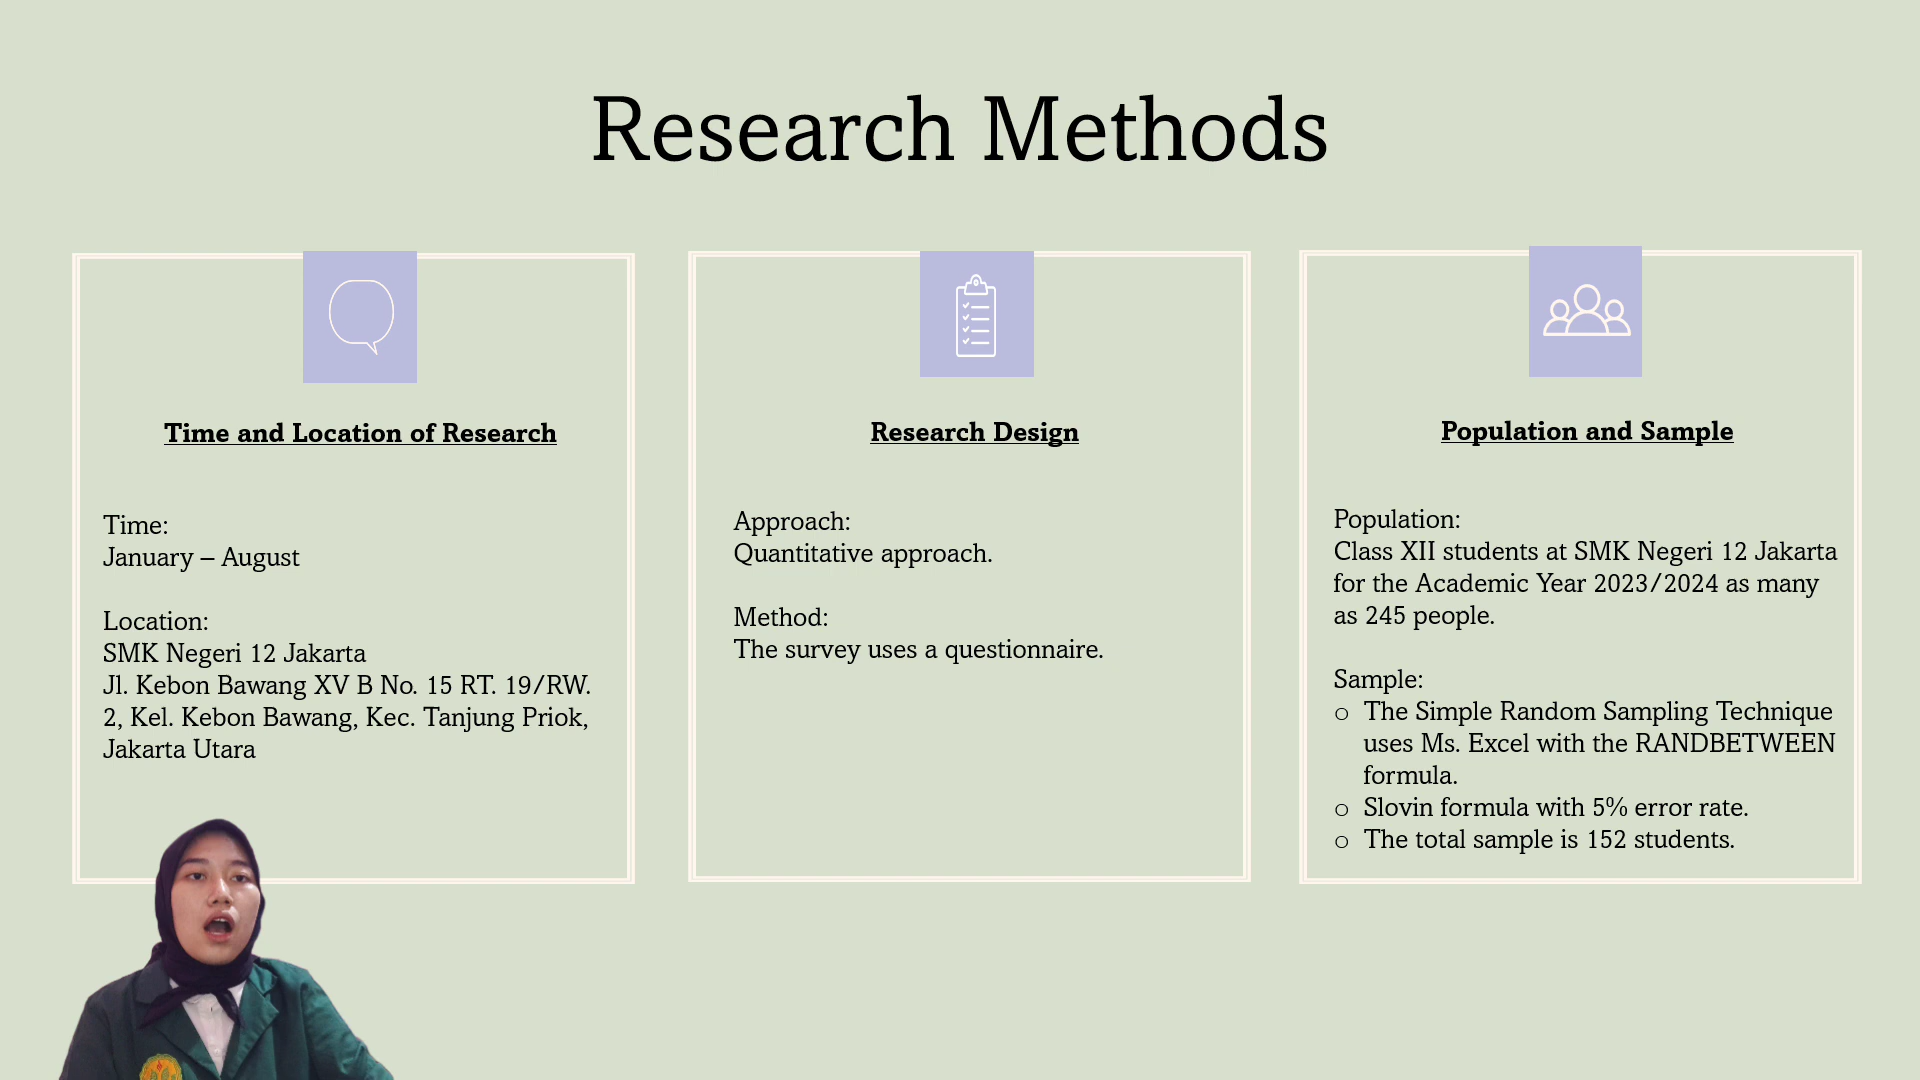 Research Methods
Time and Location of Research
Time:
January – August
Location:
SMK Negeri 12 Jakarta
Jl. Kebon Bawang XV B No. 15 RT. 19/RW.
2, Kel. Kebon Bawang, Kec. Tanjung Priok,
Jakarta Utara
Research Design
Approach:
Quantitative approach.
Method:
The survey uses a questionnaire.
Population and Sample
Population:
Class XII students at SMK Negeri 12 Jakarta
for the Academic Year 2023/2024 as many
as 245 people.
Sample:
o The Simple Random Sampling Technique
uses Ms. Excel with the RANDBETWEEN
formula.
o Slovin formula with 5% error rate.
o The total sample is 152 students.